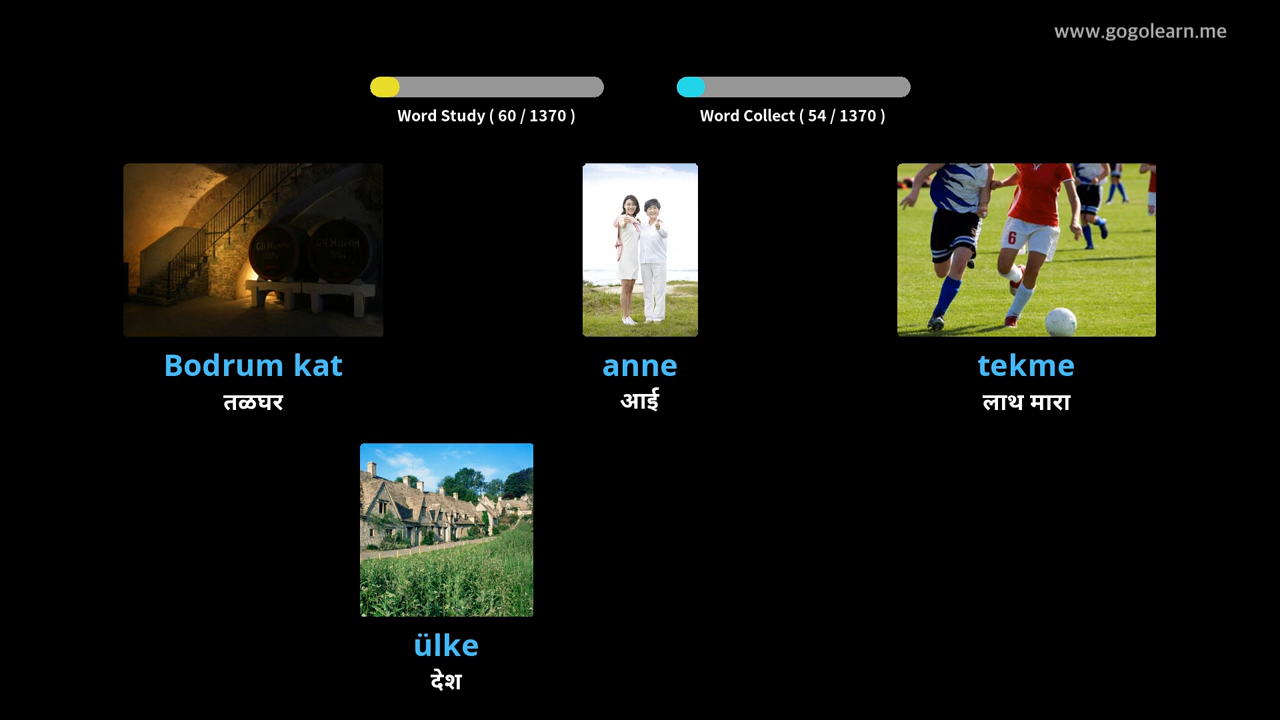 www.gogolearn.me
Word Study ( 60 / 1370 )
Word Collect ( 54 / 1370 )
Bodrum kat
तळघर
anne
आई
tekme
लाथ मारा
ülke
देश